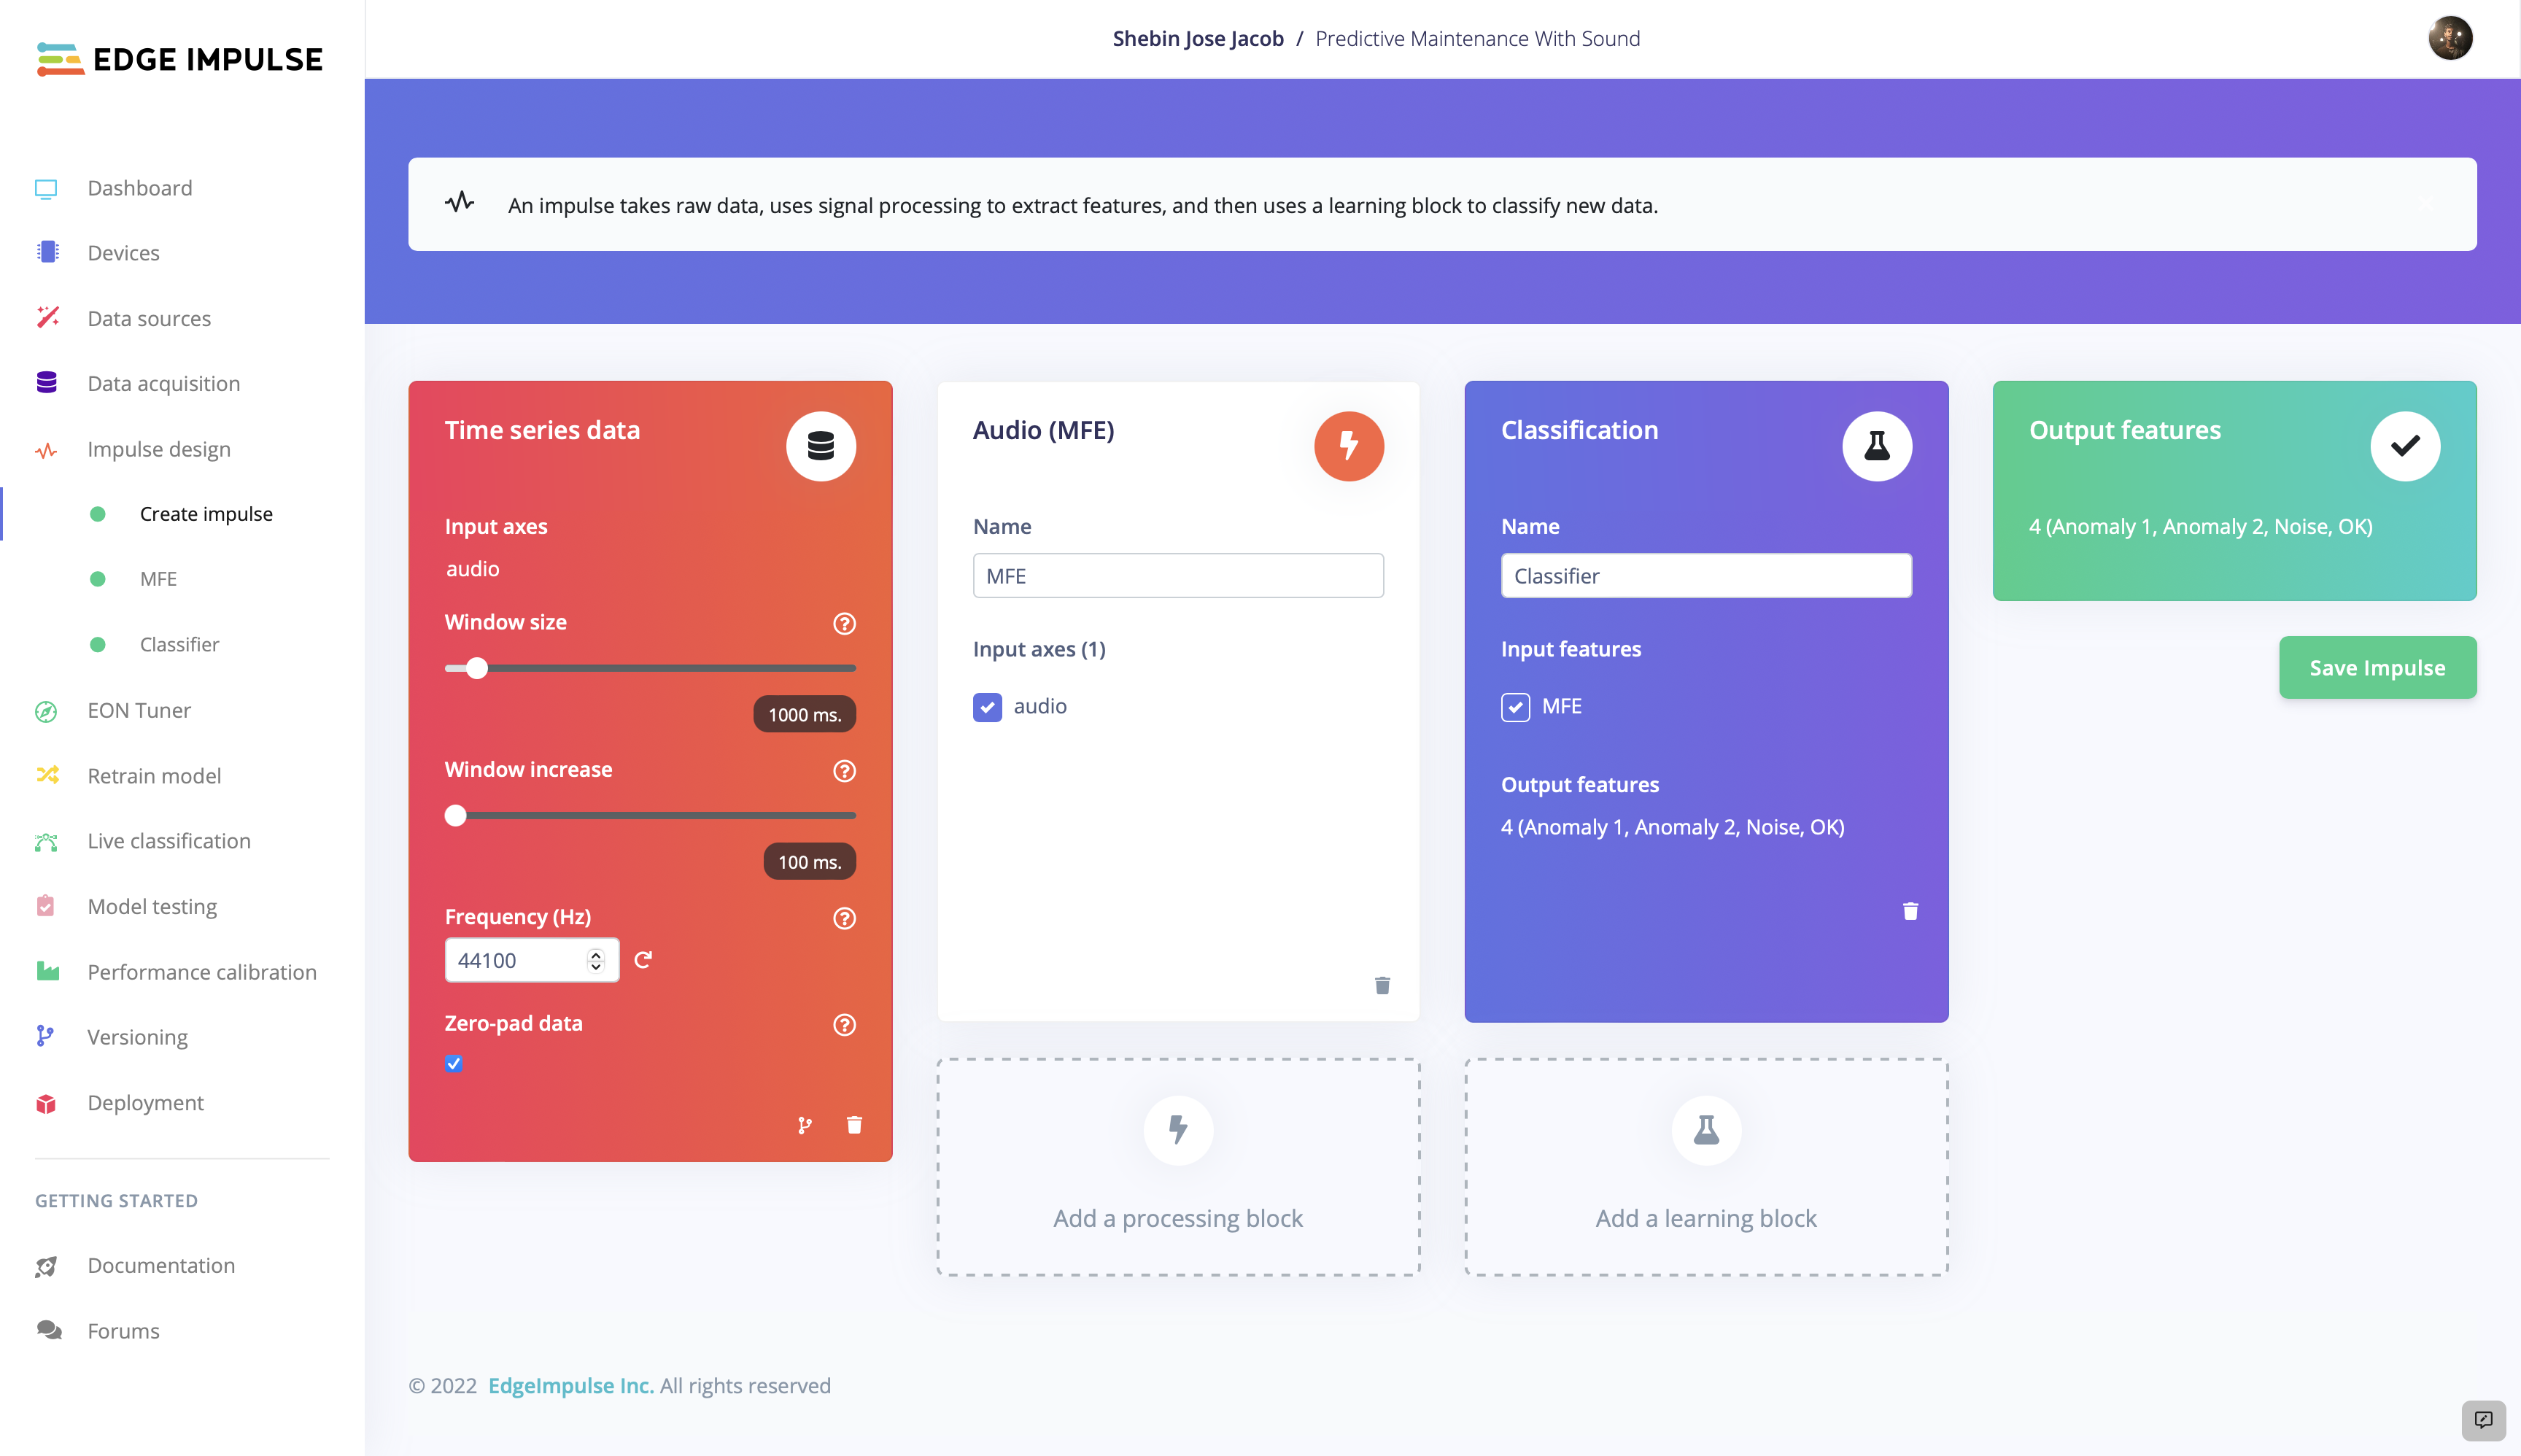 EDGE IMPULSE
Shebin Jose Jacob / Predictive Maintenance With Sound
Dashboard
Devices
Data sources
Data acquisition
Impulse design
Create impulse
MFE
Classifier
EON Tuner
Retrain model
Live classification
Model testing
Performance calibration
Versioning
Deployment
GETTING STARTED
Documentation
Forums
An impulse takes raw data, uses signal processing to extract features, and then uses a learning block to classify new data.
Time series data
Input axes
audio
Window size
1000 ms.
Window increase
100 ms.
Frequency (Hz)
44100
Zero-pad data
Audio (MFE)
Name
MFE
Input axes (1)
audio
Add a processing block
Classification
Name
Classifier
Input features
MFE
Output features
4 (Anomaly 1, Anomaly 2, Noise, OK)
Add a learning block
Output features
4 (Anomaly 1, Anomaly 2, Noise, OK)
Save Impulse
© 2022 EdgeImpulse Inc. All rights reserved